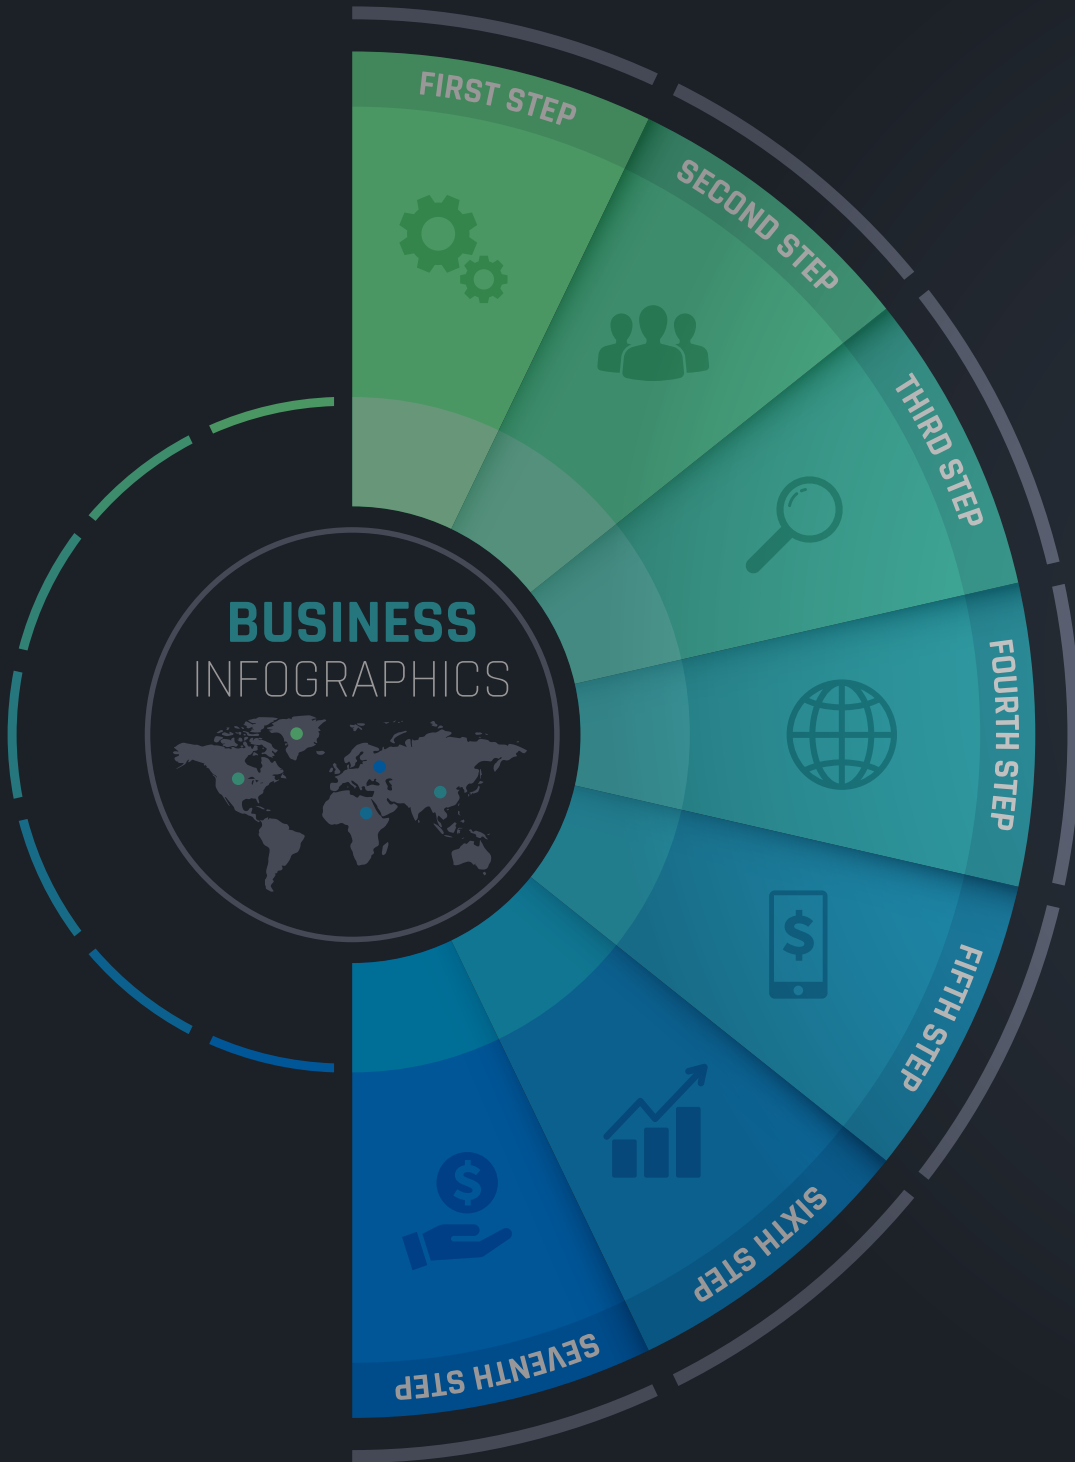 FIRST STEP
SECOND STEP
THIRD STEP
FOURTH STEP
FIFTH STEP
SIXTH STEP
SEVENTH STEP
BUSINESS
INFOGRAPHICS
$
$